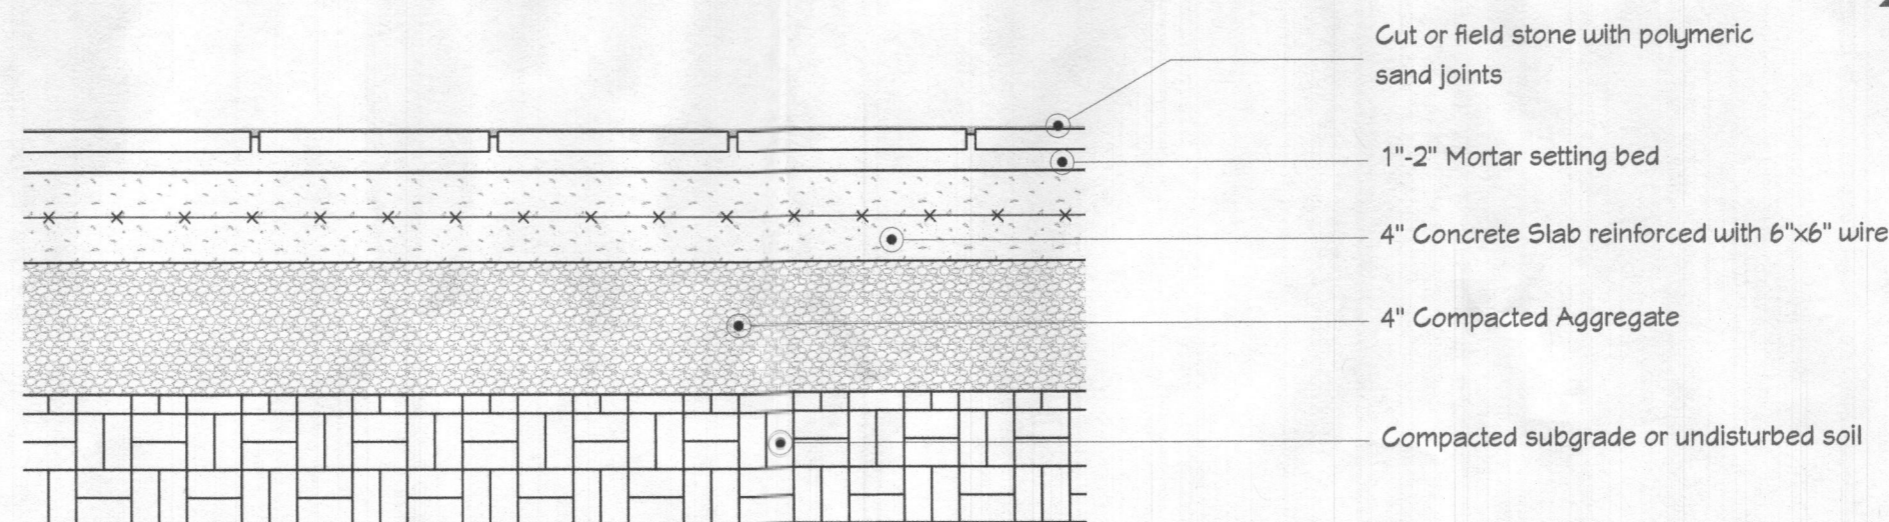 Cut or field stone with polymeric
sand joints
1"-2" Mortar setting bed
4" Concrete Slab reinforced with 6"x6" wire
4" Compacted Aggregate
Compacted subgrade or undisturbed soil